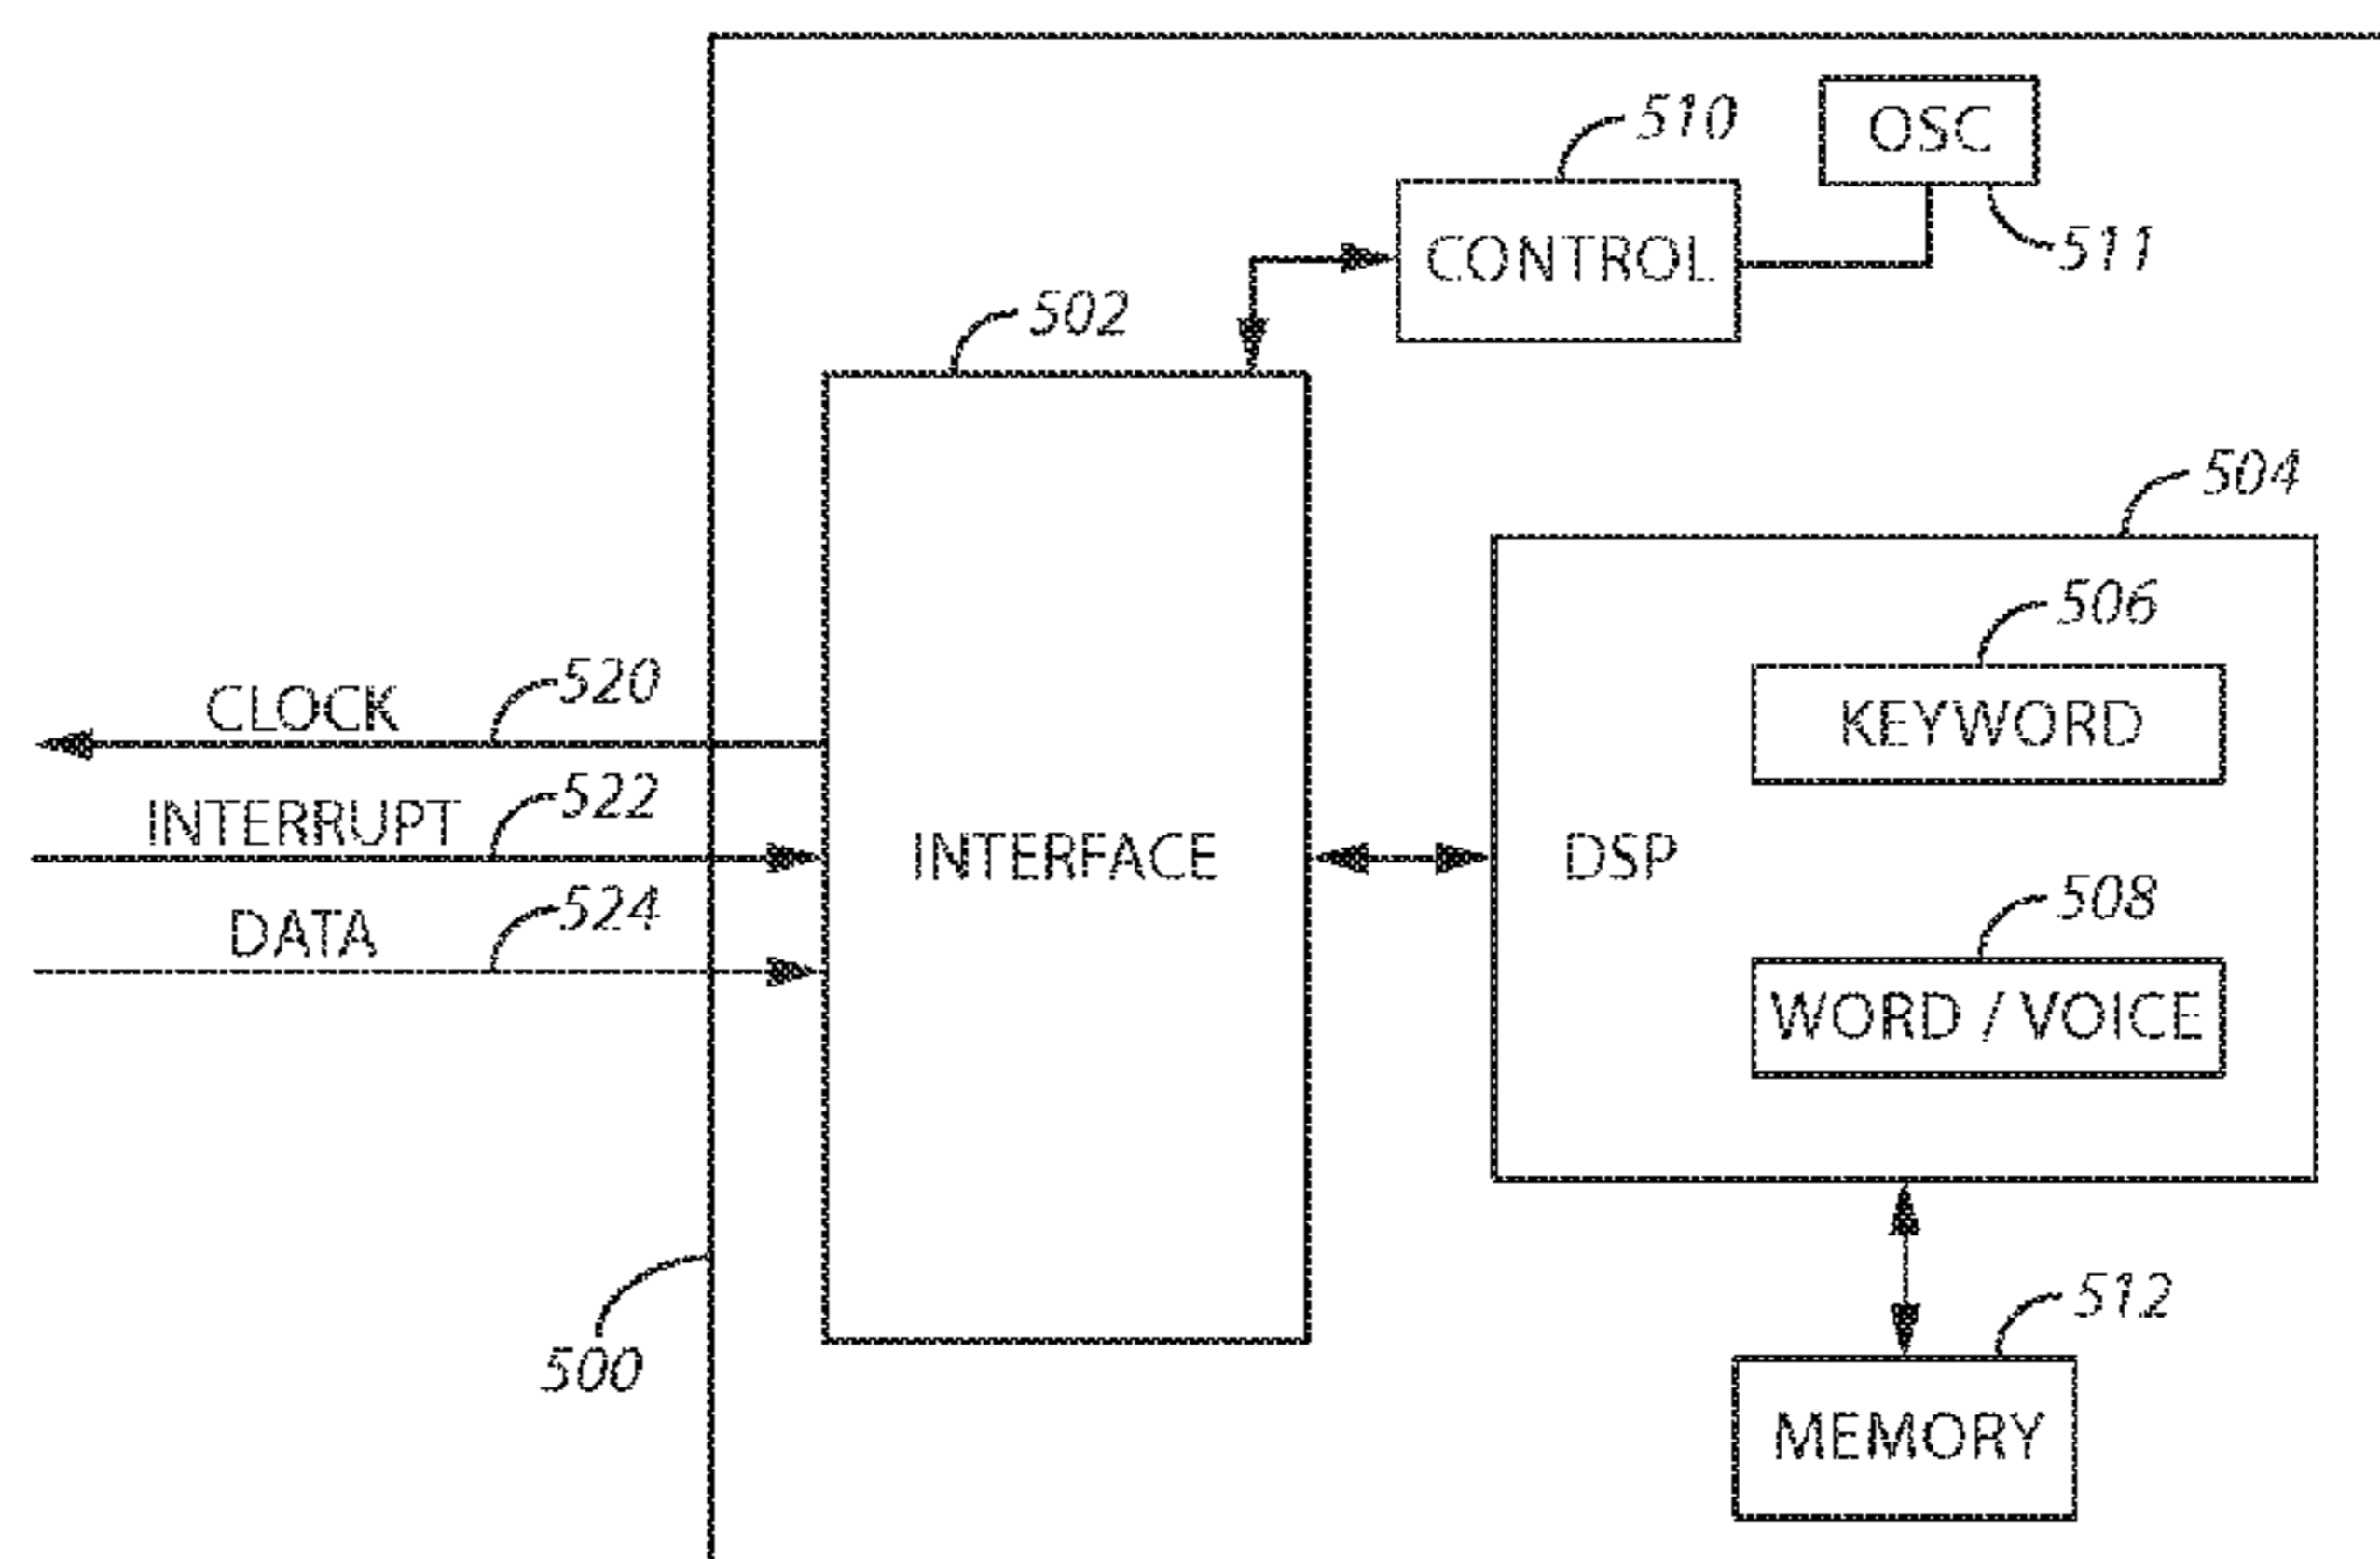 510
OSC
511
CONTROL
502
504
506
KEYWORD
520
CLOCK
522
INTERRUPT
INTERFACE
DSP
524
DATA
508
WORD / VOICE
500
512
MEMORY